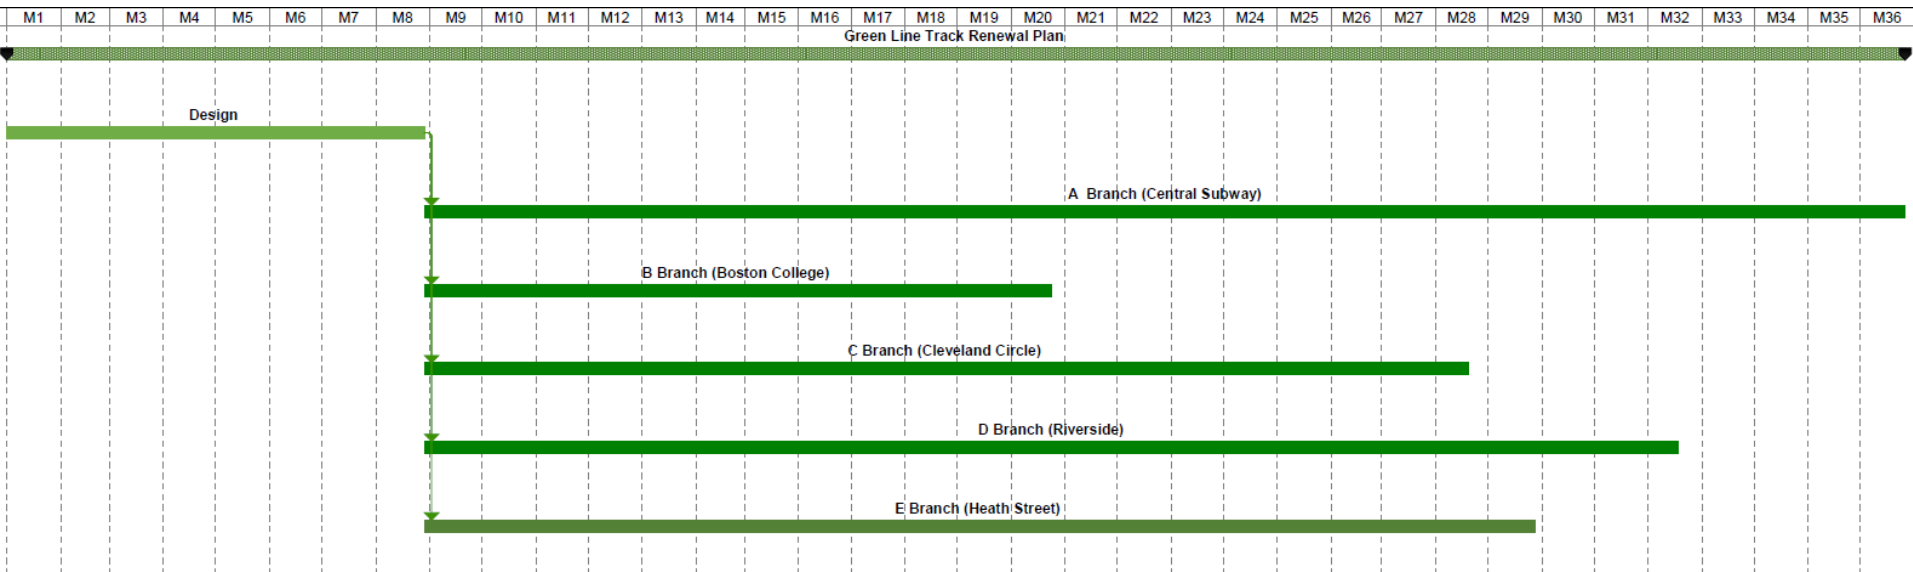 M1 M2 M3 M4 M5 M6 M7 M8 M9 M10 M11 M12 M13 M14 M15 M16 M17 M18 M19 M20 M21 M22 M23 M24 M25 M26 M27 M28 M29 M30 M31 M32 M33 M34 M35 M36
Green Line Track Renewal Plan
Design
A Branch (Central Subway)
B Branch (Boston College)
C Branch (Cleveland Circle)
D Branch (Riverside)
E Branch (Heath Street)